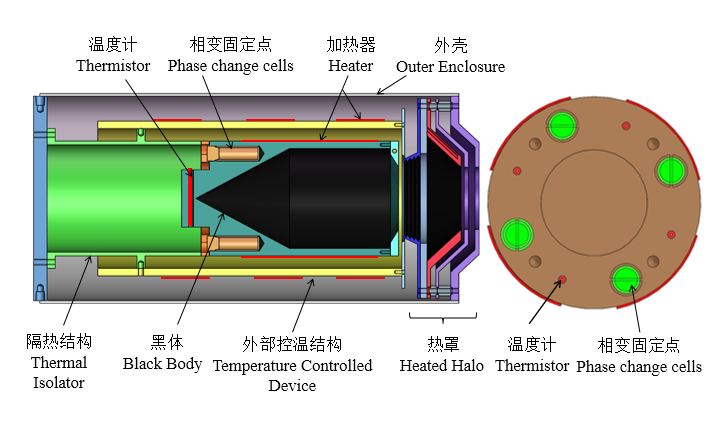 温度计
Thermistor
相变固定点
Phase change cells
加热器
Heater
外壳
Outer Enclosure
隔热结构
Thermal
Isolator
黑体
Black Body
外部控温结构
Temperature Controlled
Device
热罩
Heated Halo
温度计
Thermistor
相变固定点
Phase change cells